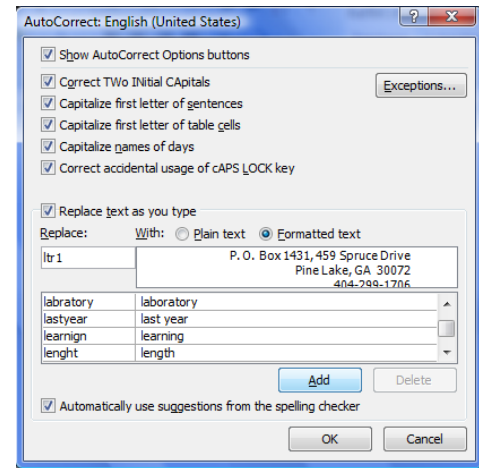 AutoCorrect: English (United States)
Show AutoCorrect Options buttons
Correct TWo INitial CApitals
Exceptions...
Capitalize first letter of sentences
Capitalize first letter of table cells
Capitalize names of days
Correct accidental usage of cAPS LOCK key
Replace text as you type
Replace: With: Plain text Formatted text
ltr1
P. O. Box 1431, 459 Spruce Drive
Pine Lake, GA 30072
404-299-1706
labratory laboratory
lastyear last year
learnign learning
lenght length
Add Delete
Automatically use suggestions from the spelling checker
OK Cancel